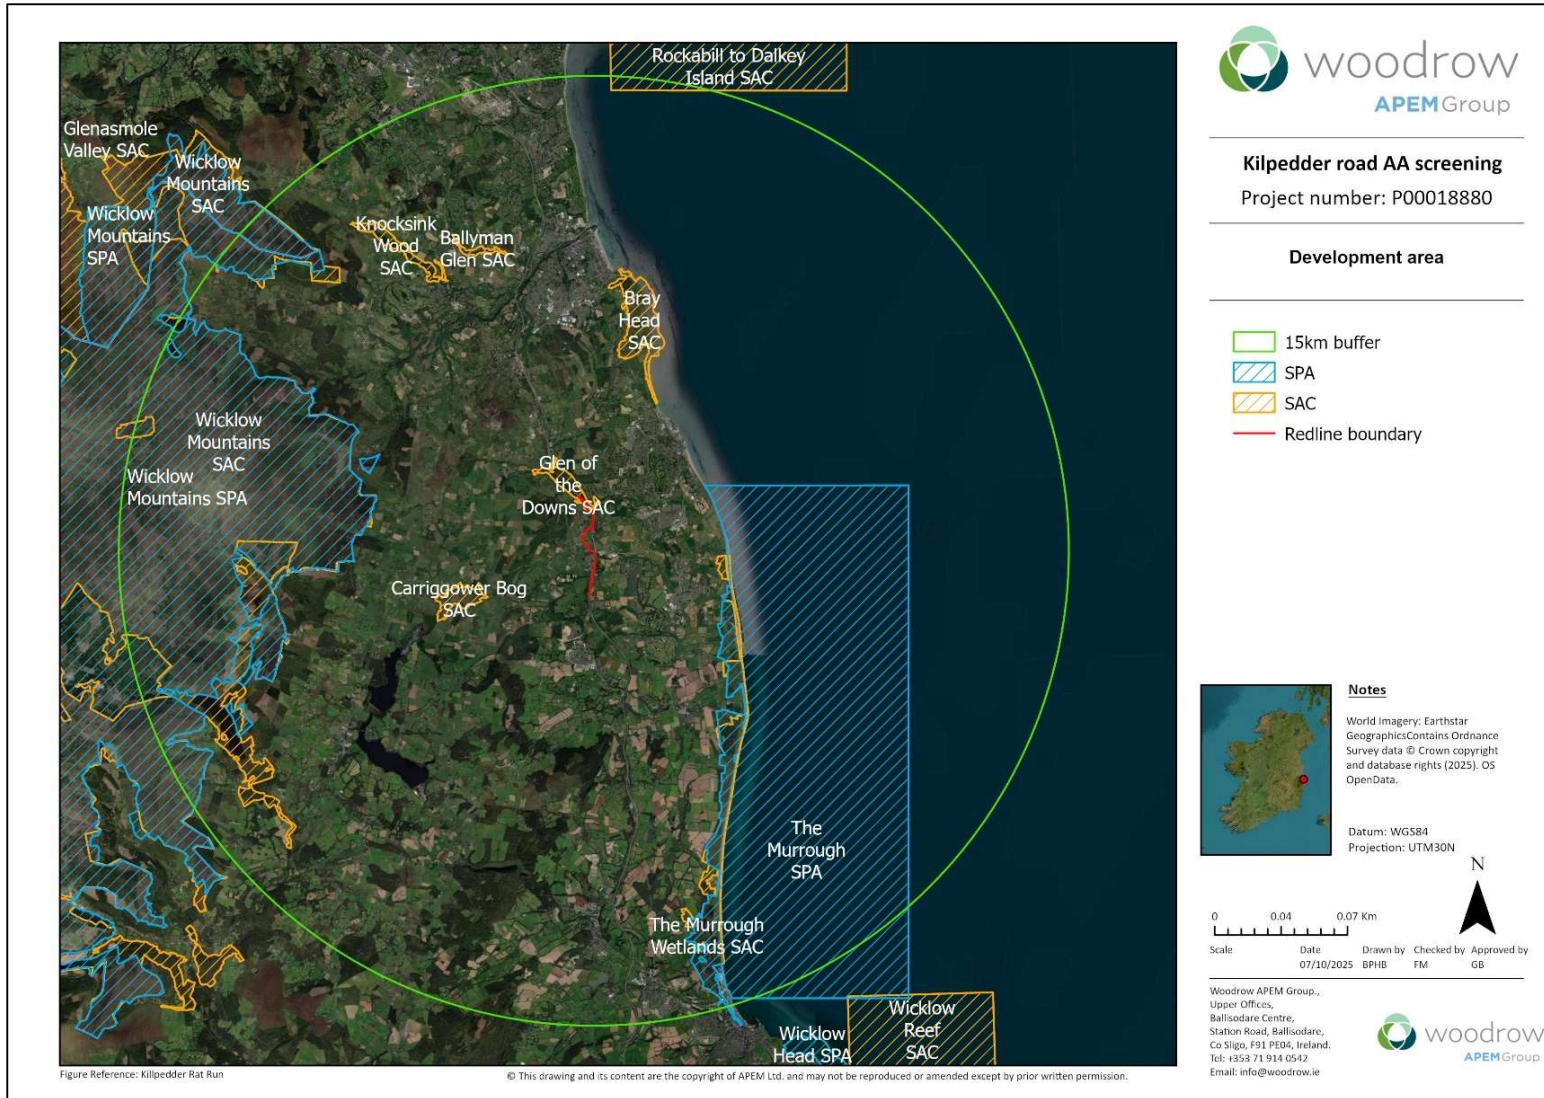 Rockabill to Dalkey
Island SAC
Glenasmole
Valley SAC
Wicklow
Mountains
SAC
Wicklow
Mountains
SPA
Knocksink
Wood
SAC
Ballyman
Glen SAC
Bray
Head
SAC
Wicklow
Mountains
SAC
Wicklow
Mountains SPA
Glen of
the
Downs SAC
Carriggower Bog
SAC
The
Murrough
SPA
The Murrough
Wetlands SAC
Wicklow
Head SPA
Wicklow
Reef
SAC
Figure Reference: Killpedder Rat Run
© This drawing and its content are the copyright of APEM Ltd. and may not be reproduced or amended except by prior written permission.
woodrow
APEM Group
Kilpedder road AA screening
Project number: P00018880
Development area
15km buffer
SPA
SAC
Redline boundary
Notes
World Imagery: Earthstar
GeographicsContains Ordnance
Survey data © Crown copyright
and database rights (2025). OS
OpenData.
Datum: WGS84
Projection: UTM30N
N
0 0.04 0.07 Km
Scale Date Drawn by Checked by Approved by
07/10/2025 BPHB FM GB
Woodrow APEM Group.,
Upper Offices,
Ballisodare Centre,
Station Road, Ballisodare,
Co Sligo, F91 PE04, Ireland.
Tel: +353 71 914 0542
Email: info@woodrow.ie
woodrow
APEM Group